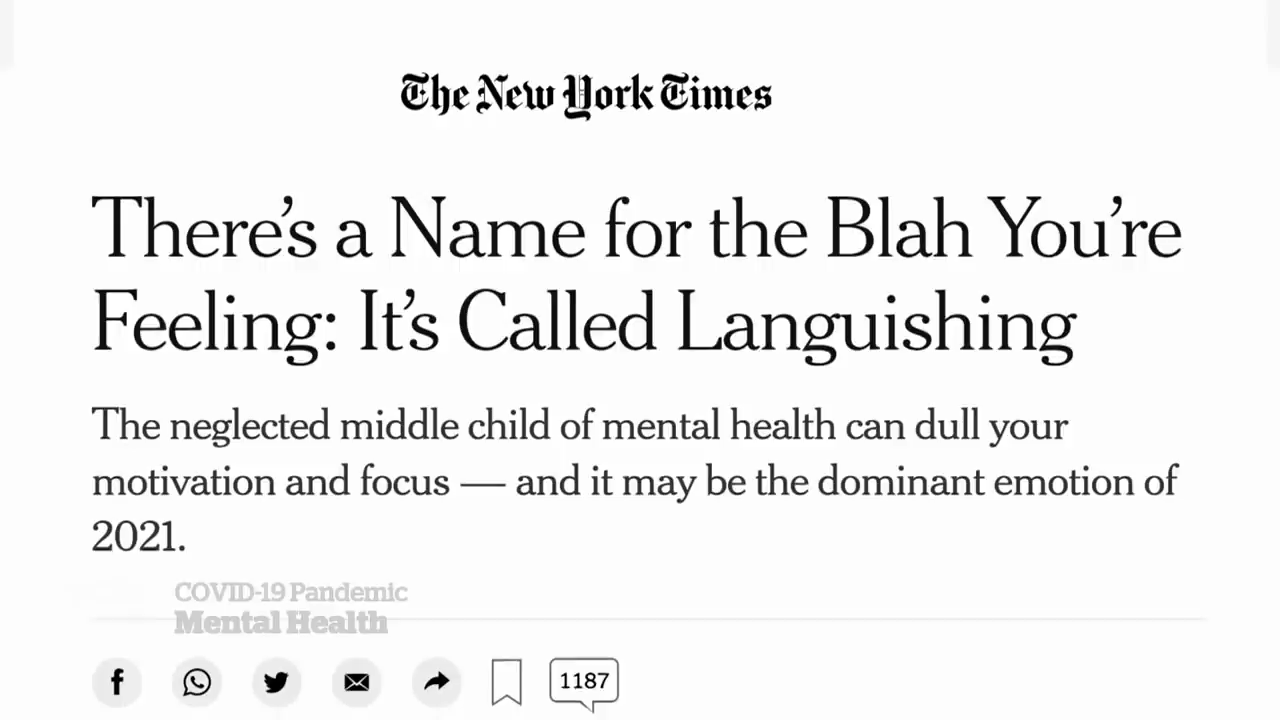 The New York Times
There’s a Name for the Blah You’re
Feeling: It’s Called Languishing
The neglected middle child of mental health can dull your
motivation and focus — and it may be the dominant emotion of
2021.
COVID-19 Pandemic
Mental Health
1187